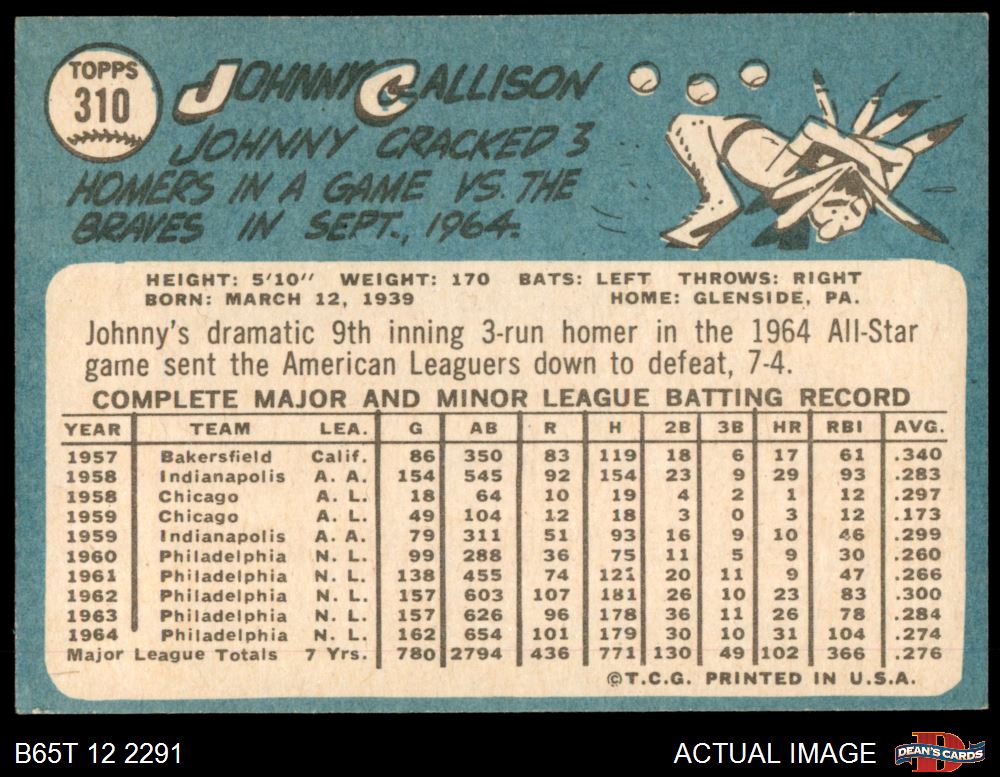 TOPPS
310
JOHNNY CALLISON
JOHNNY CRACKED 3
HOMERS IN A GAME VS. THE
BRAVES IN SEPT., 1964.
HEIGHT: 5'10" WEIGHT: 170 BATS: LEFT THROWS: RIGHT
BORN: MARCH 12, 1939 HOME: GLENSIDE, PA.
Johnny's dramatic 9th inning 3-run homer in the 1964 All-Star
game sent the American Leaguers down to defeat, 7-4.
COMPLETE MAJOR AND MINOR LEAGUE BATTING RECORD
YEAR TEAM LEA. G AB R H 2B 3B HR RBI AVG.
1957 Bakersfield Calif. 86 350 83 119 18 6 17 61 .340
1958 Indianapolis A. A. 154 545 92 154 23 9 29 93 .283
1958 Chicago A. L. 18 64 10 19 4 2 1 12 .297
1959 Chicago A. L. 49 104 12 18 3 0 3 12 .173
1959 Indianapolis A. A. 79 311 51 93 16 9 10 46 .299
1960 Philadelphia N. L. 99 288 36 75 11 5 9 30 .260
1961 Philadelphia N. L. 138 455 74 121 20 11 9 47 .266
1962 Philadelphia N. L. 157 603 107 181 26 10 23 83 .300
1963 Philadelphia N. L. 157 626 96 178 36 11 26 78 .284
1964 Philadelphia N. L. 162 654 101 179 30 10 31 104 .274
Major League Totals 7 Yrs. 780 2794 436 771 130 49 102 366 .276
©T.C.G. PRINTED IN U.S.A.
B65T 12 2291 ACTUAL IMAGE
D
DEAN'S CARDS